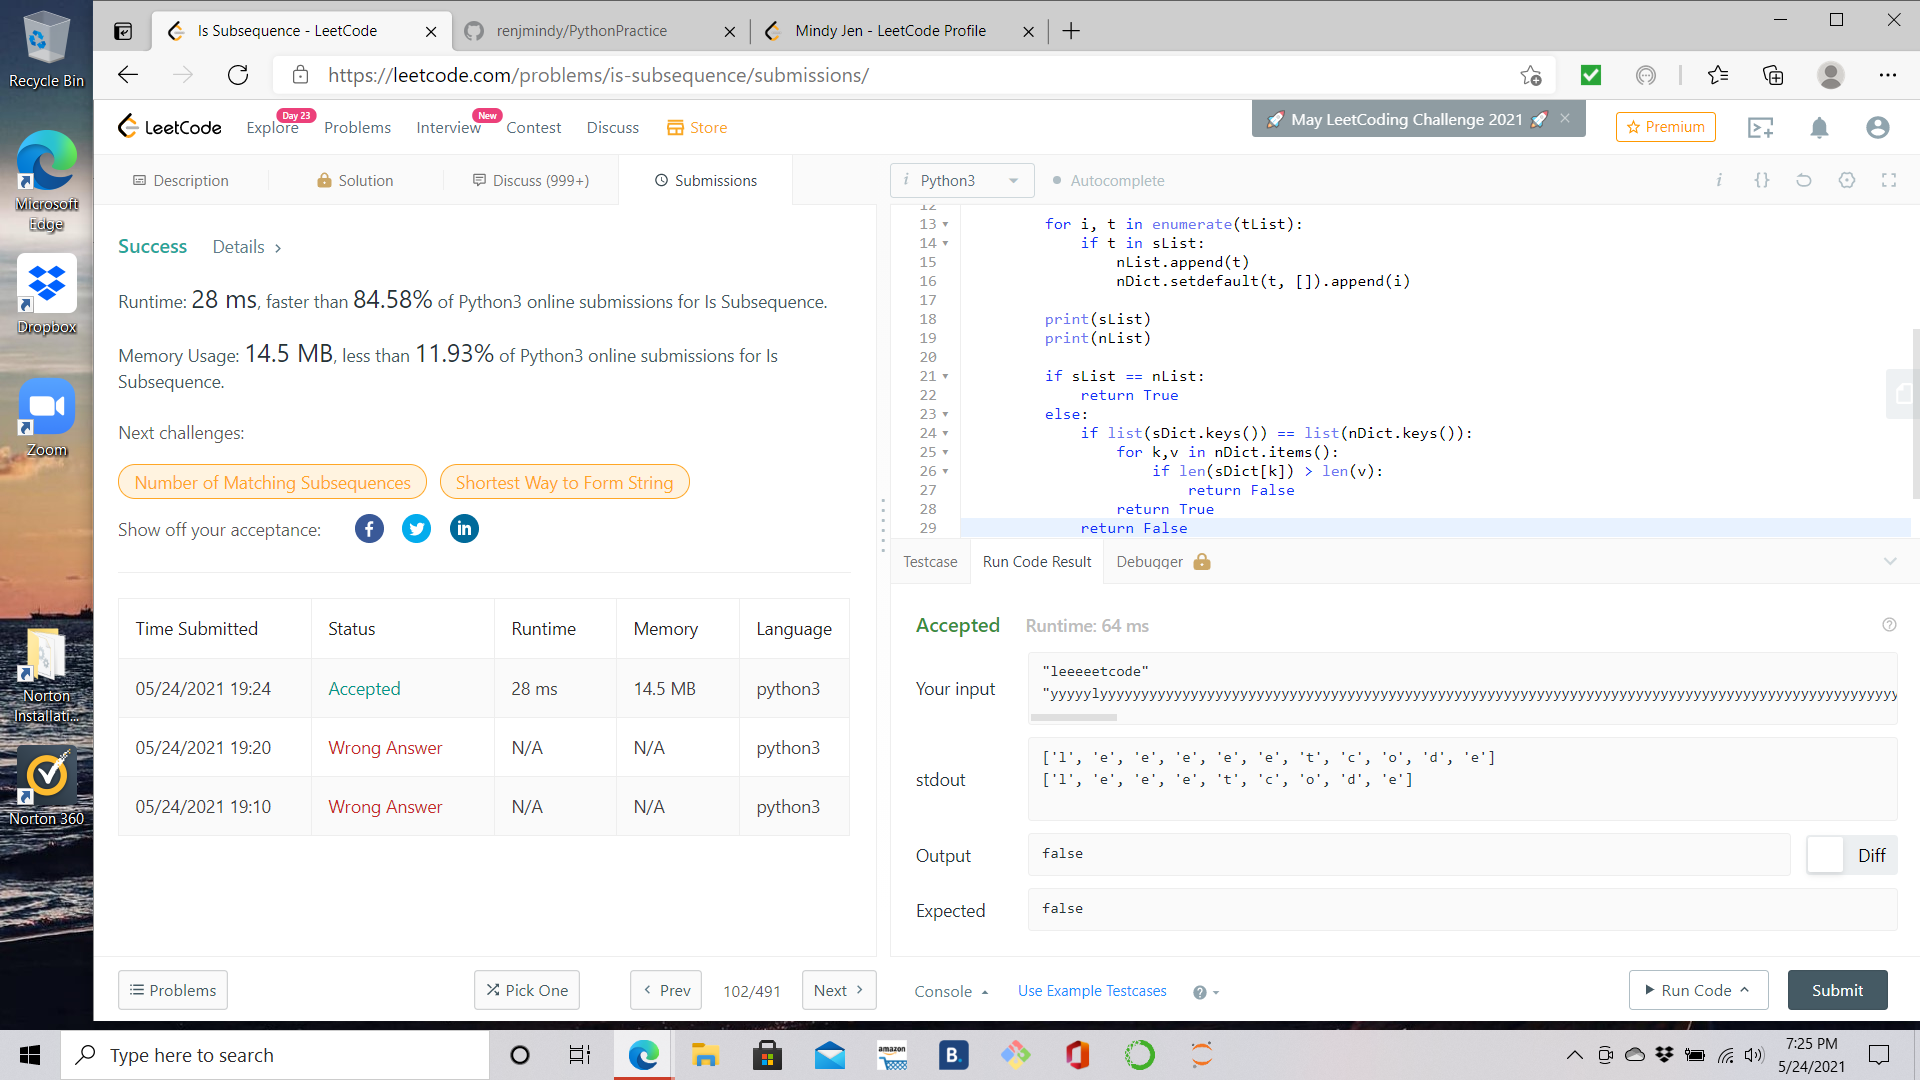 Recycle Bin
Microsoft
Edge
Dropbox
Zoom
Norton
Installati...
Norton 360
Is Subsequence - LeetCode
renjmindy/PythonPractice
Mindy Jen - LeetCode Profile
https://leetcode.com/problems/is-subsequence/submissions/
LeetCode
Explore
Day 23
Problems
Interview
New
Contest
Discuss
Store
🚀 May LeetCoding Challenge 2021 🚀
Premium
Description
Solution
Discuss (999+)
Submissions
i Python3
Autocomplete
Success Details
Runtime: 28 ms, faster than 84.58% of Python3 online submissions for Is Subsequence.
Memory Usage: 14.5 MB, less than 11.93% of Python3 online submissions for Is
Subsequence.
Next challenges:
Number of Matching Subsequences
Shortest Way to Form String
Show off your acceptance:
Time Submitted Status Runtime Memory Language
05/24/2021 19:24 Accepted 28 ms 14.5 MB python3
05/24/2021 19:20 Wrong Answer N/A N/A python3
05/24/2021 19:10 Wrong Answer N/A N/A python3
Problems
Pick One
Prev
102/491
Next
12
13 for i, t in enumerate(tList):
14 if t in sList:
15 nList.append(t)
16 nDict.setdefault(t, []).append(i)
17
18 print(sList)
19 print(nList)
20
21 if sList == nList:
22 return True
23 else:
24 if list(sDict.keys()) == list(nDict.keys()):
25 for k,v in nDict.items():
26 if len(sDict[k]) > len(v):
27 return False
28 return True
29 return False
Testcase
Run Code Result
Debugger
Accepted Runtime: 64 ms
Your input
"leeeeetcode"
stdout
['l', 'e', 'e', 'e', 'e', 'e', 't', 'c', 'o', 'd', 'e']
['l', 'e', 'e', 'e', 't', 'c', 'o', 'd', 'e']
Output
false
Diff
Expected
false
Console
Use Example Testcases
Run Code
Submit
Type here to search
amazon
B.
7:25 PM
5/24/2021